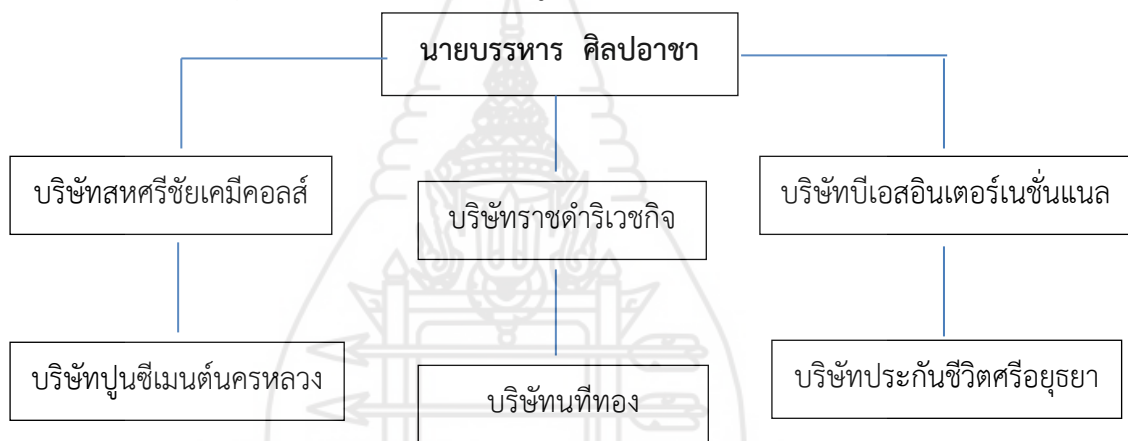 นายบรรหาร ศิลปอาชา
บริษัทสหศรีชัยเคมีคอลส์
บริษัทราชดำริเวชกิจ
บริษัทบีเอสอินเตอร์เนชั่นแนล
บริษัทปูนซีเมนต์นครหลวง
บริษัทนทีทอง
บริษัทประกันชีวิตศรีอยุธยา